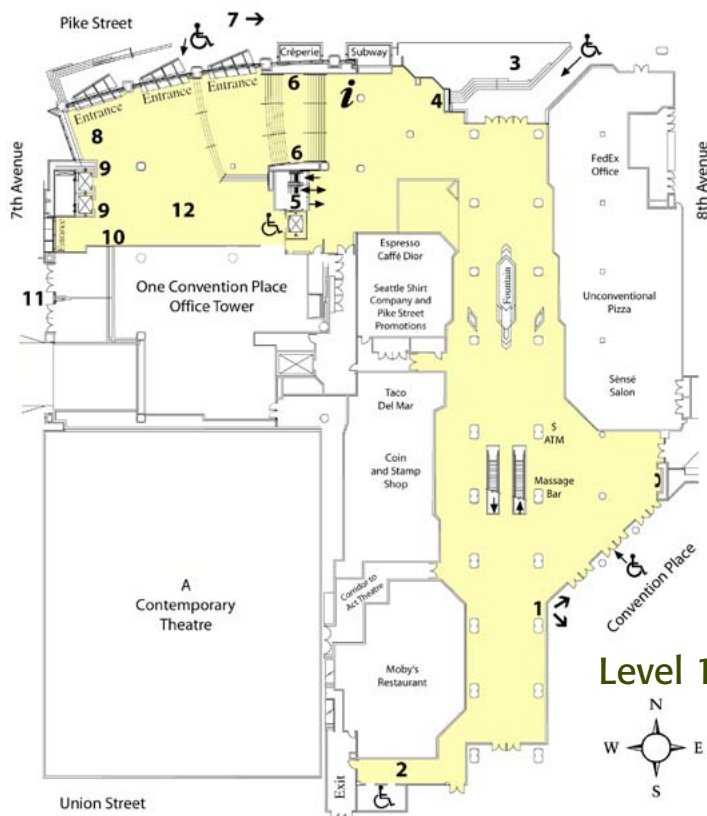 Pike Street
7 →
Crêperie
Subway
3
Entrance
Entrance
Entrance
6
i
4
8
7th Avenue
9
6
5
FedEx
Office
8th Avenue
9
12
Entrance
10
Espresso
Caffé Dior
Seattle Shirt
Company and
Pike Street
Promotions
Fountain
11
One Convention Place
Office Tower
Unconventional
Pizza
Sènsé
Salon
Taco
Del Mar
$
ATM
Coin
and Stamp
Shop
Massage
Bar
A
Contemporary
Theatre
Corridor to
Act Theatre
1
Convention Place
Moby's
Restaurant
Level 1
N
W
E
S
2
Exit
Union Street